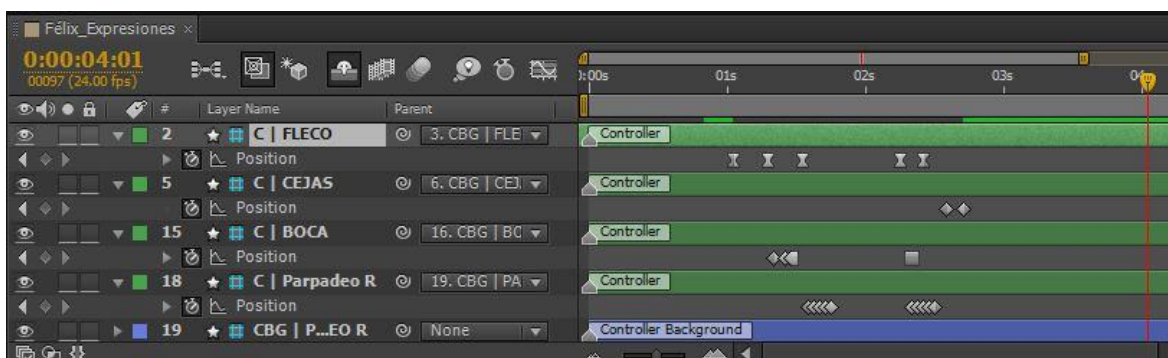 Félix_Expresiones ×
0:00:04:01
00097 (24.00 fps)
):00s 01s 02s 03s 04
# Layer Name Parent
2 C | FLECO 3. CBG | FLE Controller
Position
5 C | CEJAS 6. CBG | CEJ. Controller
Position
15 C | BOCA 16. CBG | BC Controller
Position
18 C | Parpadeo R 19. CBG | PA Controller
Position
19 CBG | P...EO R None Controller Background